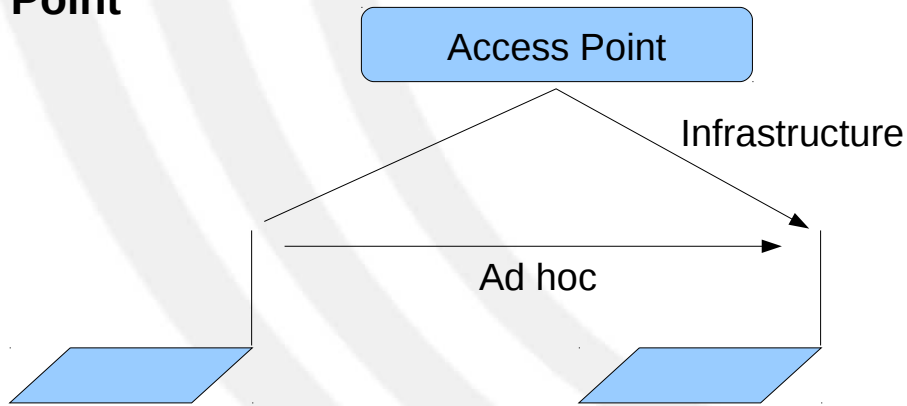 Point
Access Point
Infrastructure
Ad hoc